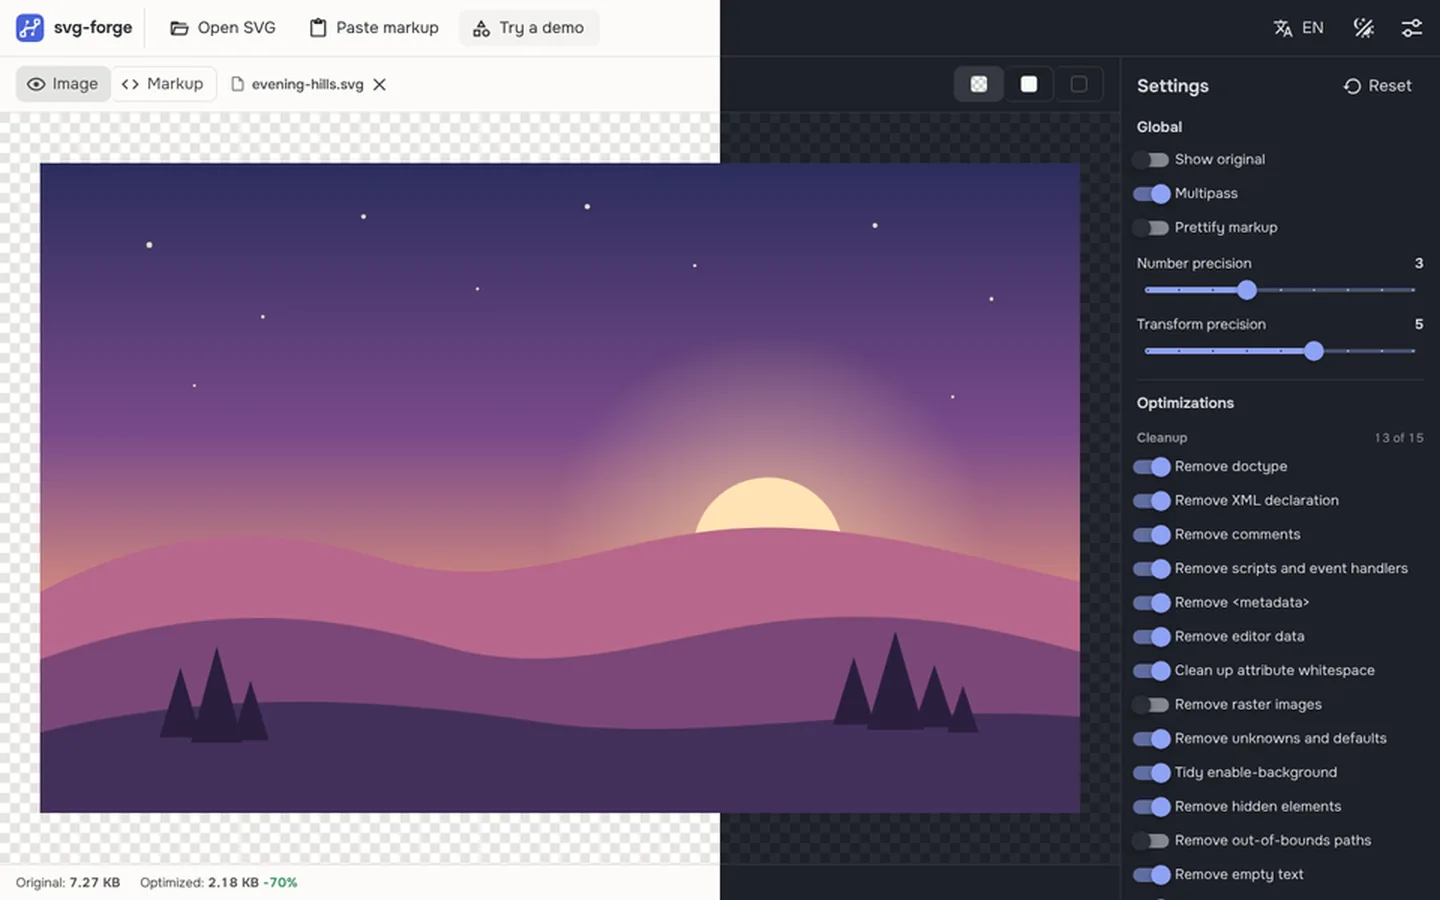 svg-forge
Open SVG
Paste markup
Try a demo
EN
Image
Markup
evening-hills.svg
Settings
Reset
Global
Show original
Multipass
Prettify markup
Number precision 3
Transform precision 5
Optimizations
Cleanup 13 of 15
Remove doctype
Remove XML declaration
Remove comments
Remove scripts and event handlers
Remove <metadata>
Remove editor data
Clean up attribute whitespace
Remove raster images
Remove unknowns and defaults
Tidy enable-background
Remove hidden elements
Remove out-of-bounds paths
Remove empty text
Original: 7.27 KB Optimized: 2.18 KB -70%